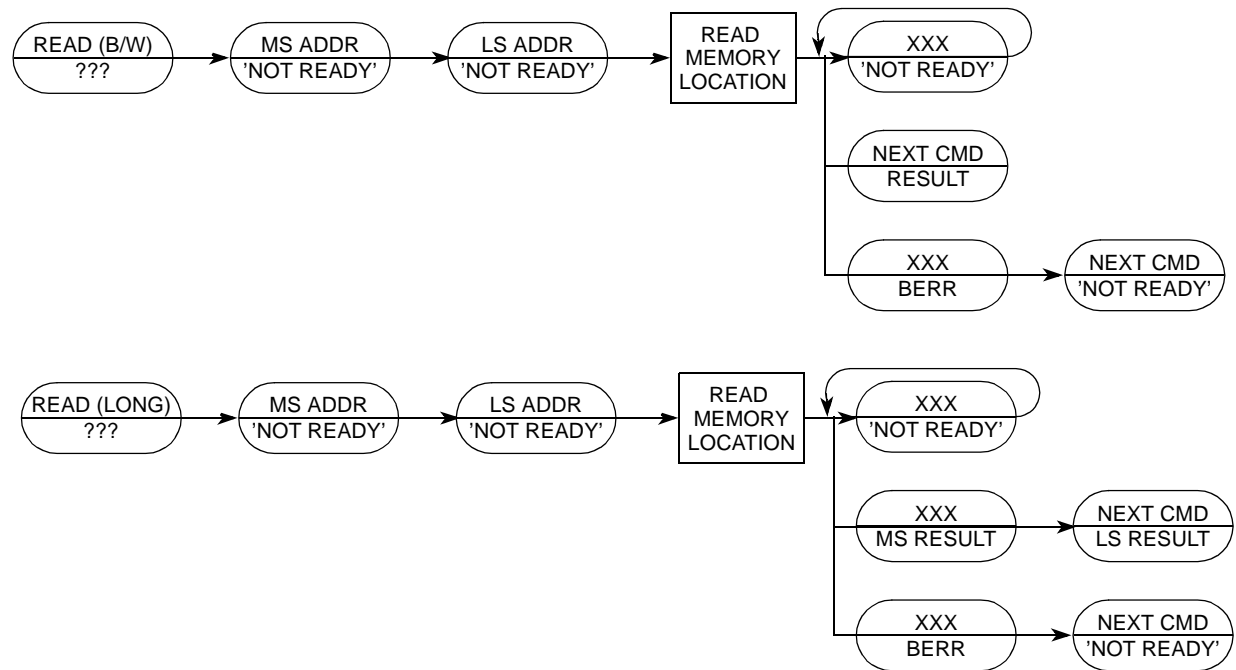 READ (B/W)
???
MS ADDR
'NOT READY'
LS ADDR
'NOT READY'
READ
MEMORY
LOCATION
XXX
'NOT READY'
NEXT CMD
RESULT
XXX
BERR
NEXT CMD
'NOT READY'
READ (LONG)
???
MS ADDR
'NOT READY'
LS ADDR
'NOT READY'
READ
MEMORY
LOCATION
XXX
'NOT READY'
XXX
MS RESULT
NEXT CMD
LS RESULT
XXX
BERR
NEXT CMD
'NOT READY'